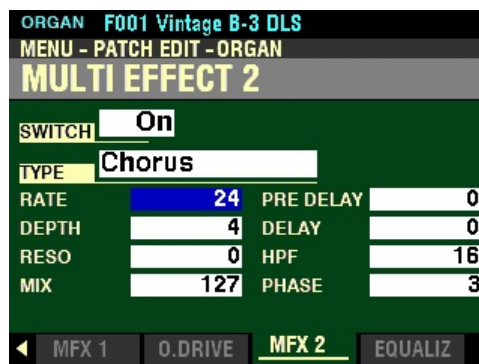 ORGAN F001 Vintage B-3 DLS
MENU - PATCH EDIT - ORGAN
MULTI EFFECT 2
SWITCH On
TYPE Chorus
RATE 24 PRE DELAY 0
DEPTH 4 DELAY 0
RESO 0 HPF 16
MIX 127 PHASE 3
MFX 1 O.DRIVE MFX 2 EQUALIZ